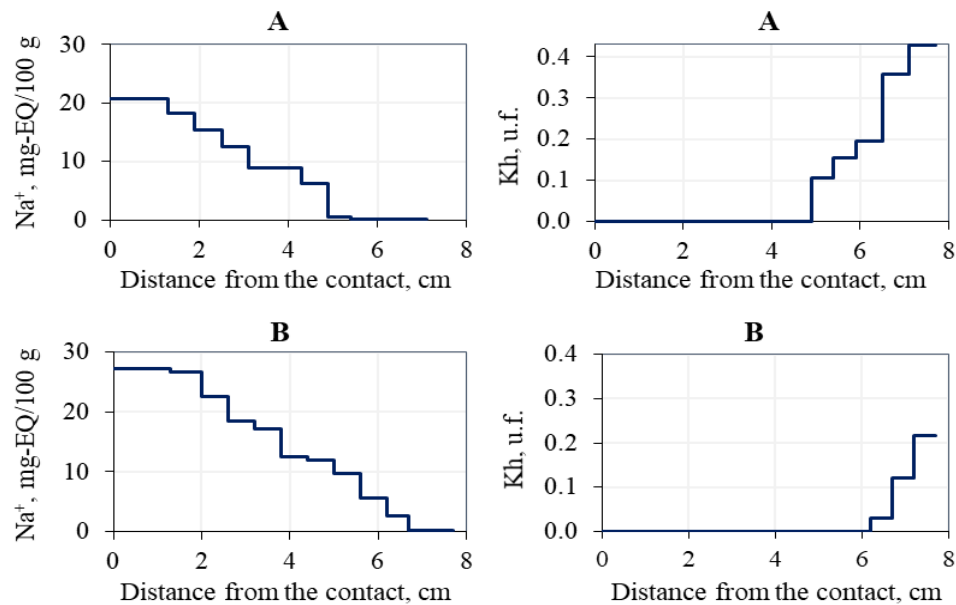 A
Na⁺, mg-EQ/100 g
30
20
10
0
0 2 4 6 8
Distance from the contact, cm
A
Kh, u.f.
0.4
0.3
0.2
0.1
0.0
0 2 4 6 8
Distance from the contact, cm
B
Na⁺, mg-EQ/100 g
30
20
10
0
0 2 4 6 8
Distance from the contact, cm
B
Kh, u.f.
0.4
0.3
0.2
0.1
0.0
0 2 4 6 8
Distance from the contact, cm